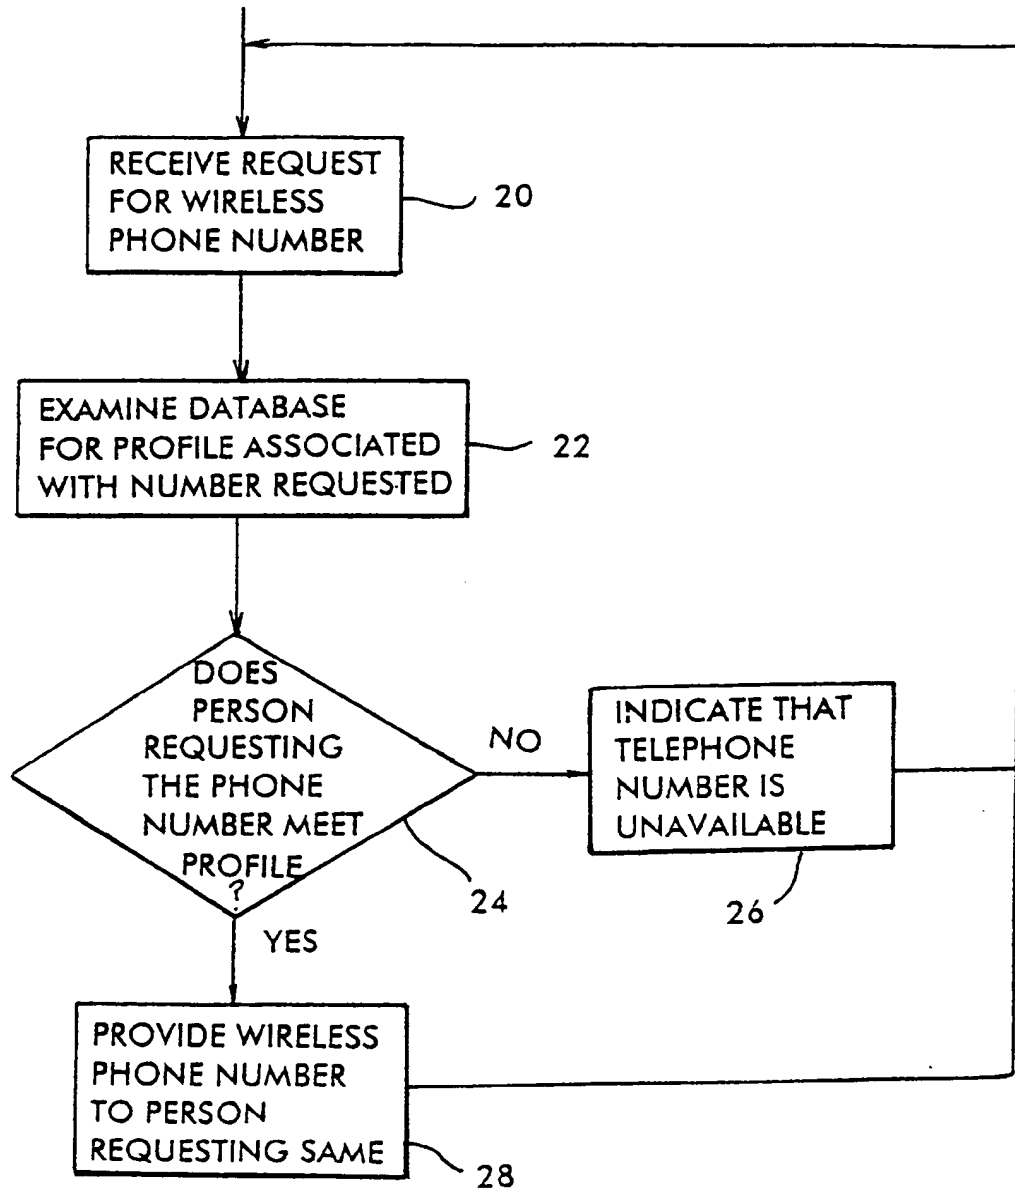 RECEIVE REQUEST
FOR WIRELESS
PHONE NUMBER
20
EXAMINE DATABASE
FOR PROFILE ASSOCIATED
WITH NUMBER REQUESTED
22
DOES
PERSON
REQUESTING
THE PHONE
NUMBER MEET
PROFILE
?
24
NO
INDICATE THAT
TELEPHONE
NUMBER IS
UNAVAILABLE
26
YES
PROVIDE WIRELESS
PHONE NUMBER
TO PERSON
REQUESTING SAME
28